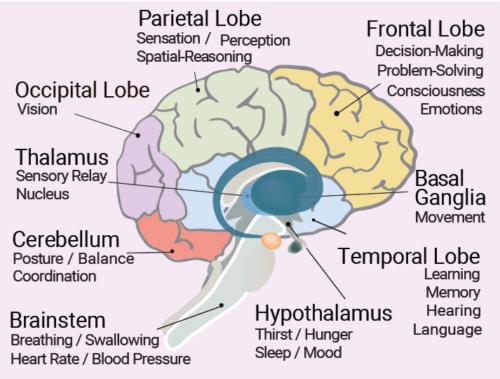 Parietal Lobe
Sensation / Perception
Spatial-Reasoning
Frontal Lobe
Decision-Making
Problem-Solving
Consciousness
Emotions
Occipital Lobe
Vision
Thalamus
Sensory Relay
Nucleus
Basal
Ganglia
Movement
Cerebellum
Posture / Balance
Coordination
Temporal Lobe
Learning
Memory
Hearing
Language
Brainstem
Breathing / Swallowing
Heart Rate / Blood Pressure
Hypothalamus
Thirst / Hunger
Sleep / Mood